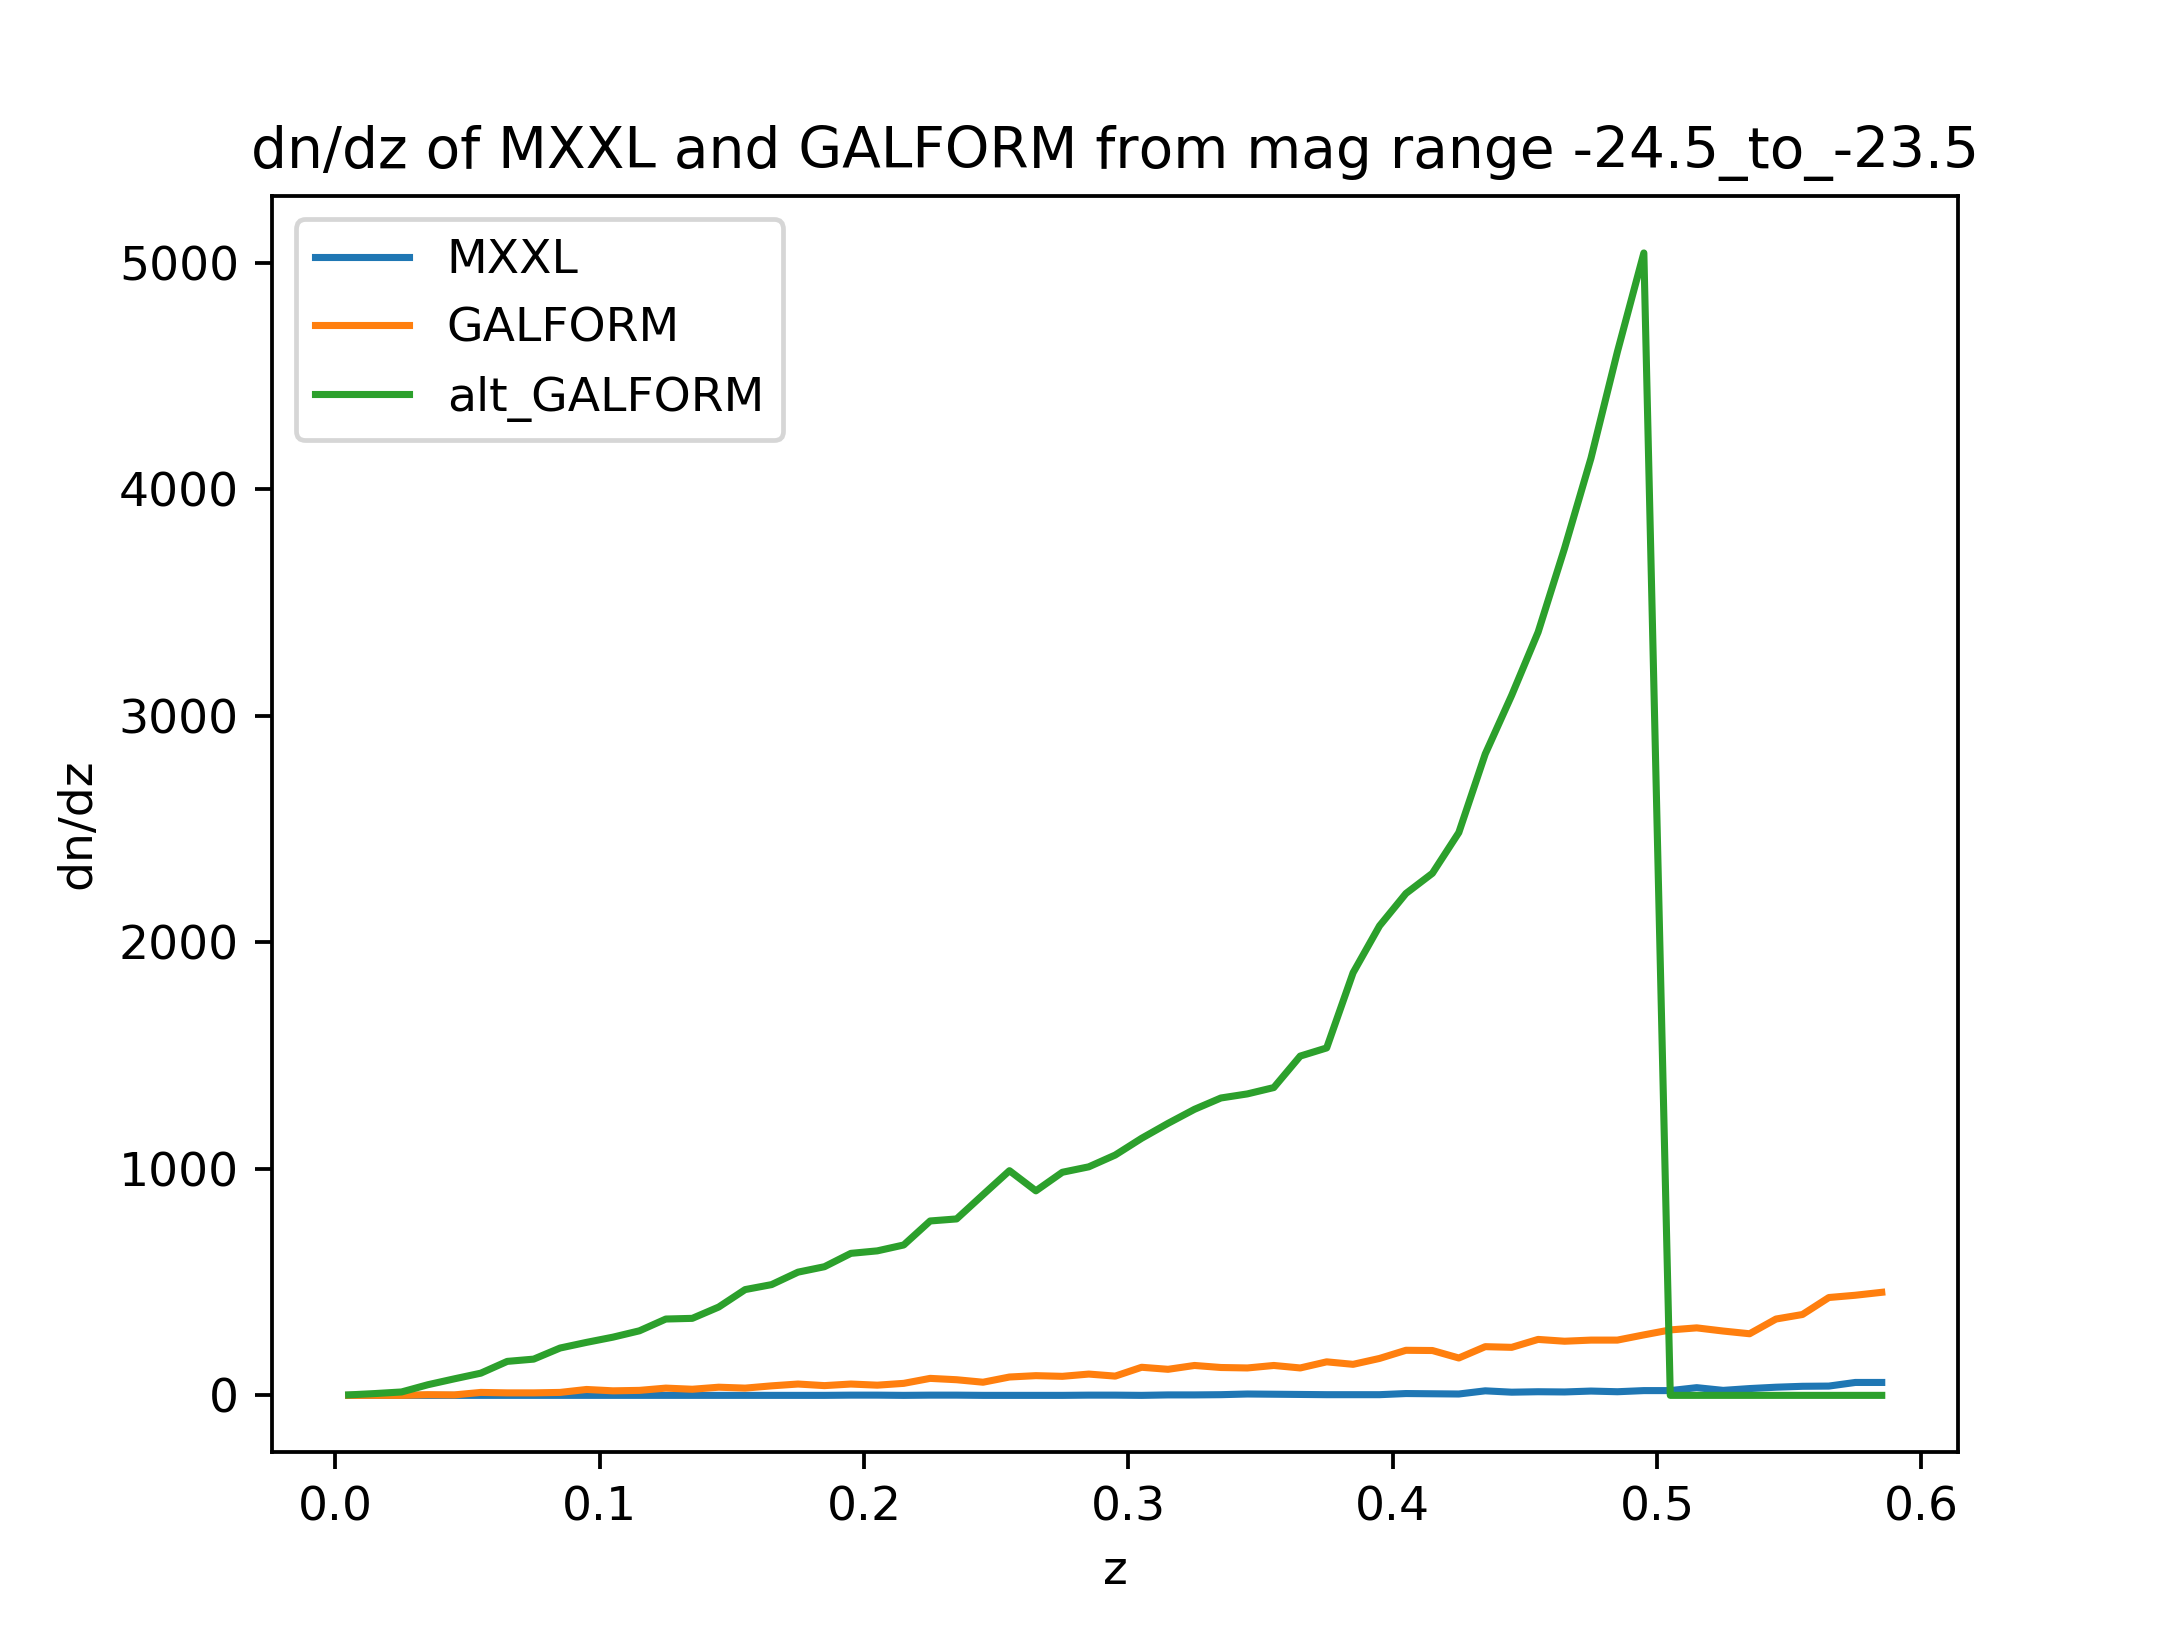 dn/dz of MXXL and GALFORM from mag range -24.5_to_-23.5
MXXL
GALFORM
alt_GALFORM
5000
4000
3000
2000
1000
0
dn/dz
0.0 0.1 0.2 0.3 0.4 0.5 0.6
z